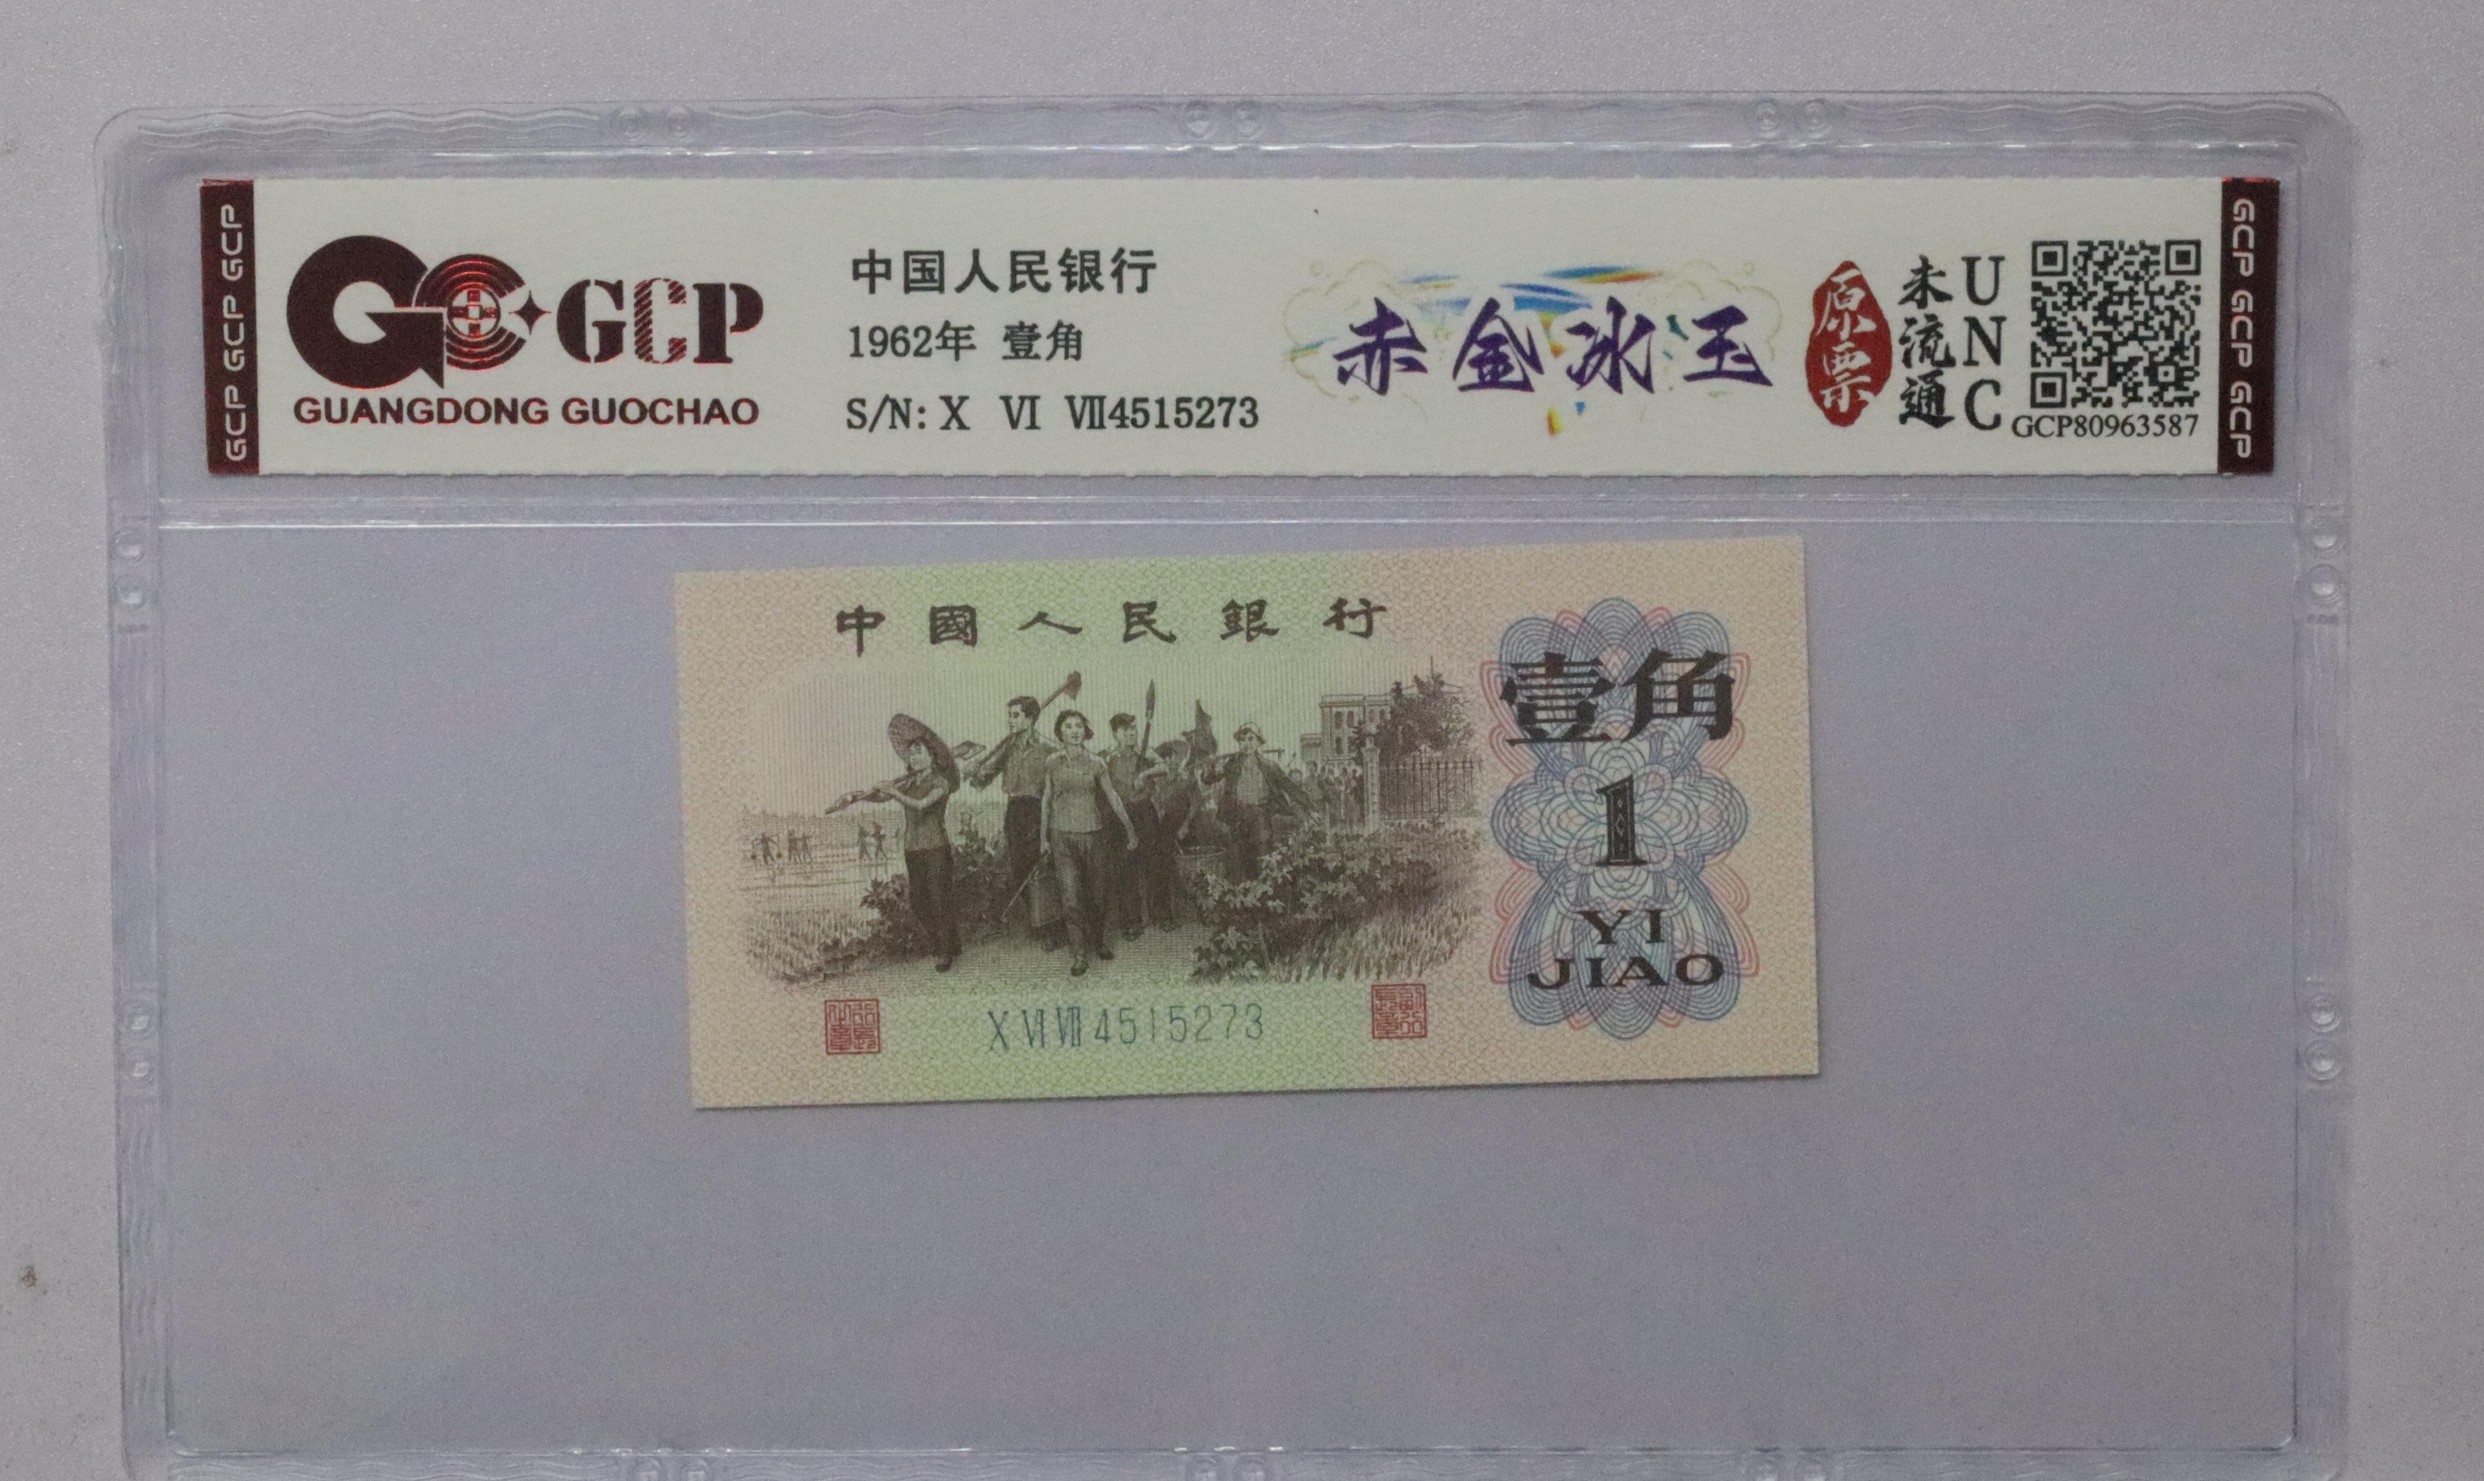 GCP GCP GCP
GCP
GUANGDONG GUOCHAO
中国人民银行
1962年 壹角
S/N: X VI VII4515273
赤金冰玉
原票
未流通
UNC
GCP80963587
GCP GCP GCP
中國人民銀行
壹角
1
YI
JIAO
X VI VII 4515273